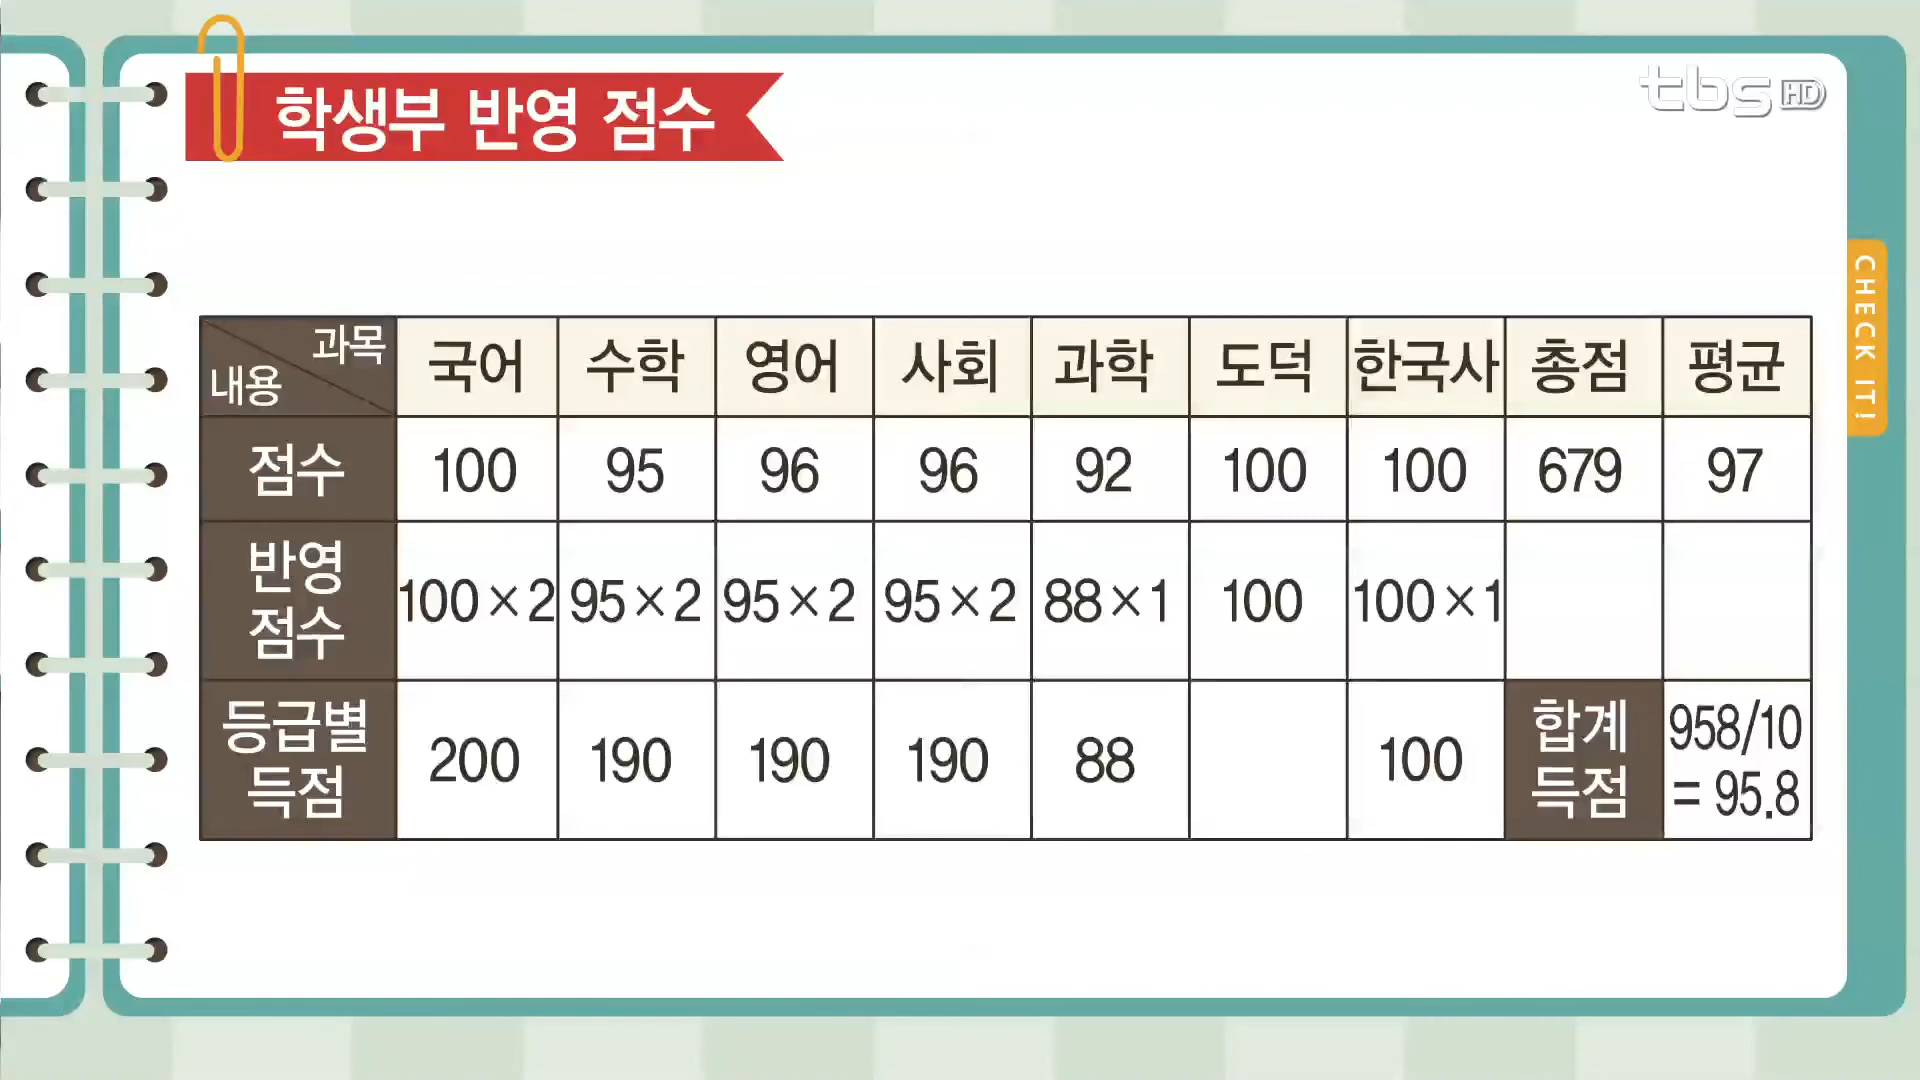 학생부 반영 점수
tbs HD
CHECK IT!
과목
내용
국어 수학 영어 사회 과학 도덕 한국사 총점 평균
점수 100 95 96 96 92 100 100 679 97
반영
점수
100×2 95×2 95×2 95×2 88×1 100 100×1
등급별
득점
200 190 190 190 88 100
합계
득점
958/10
= 95.8